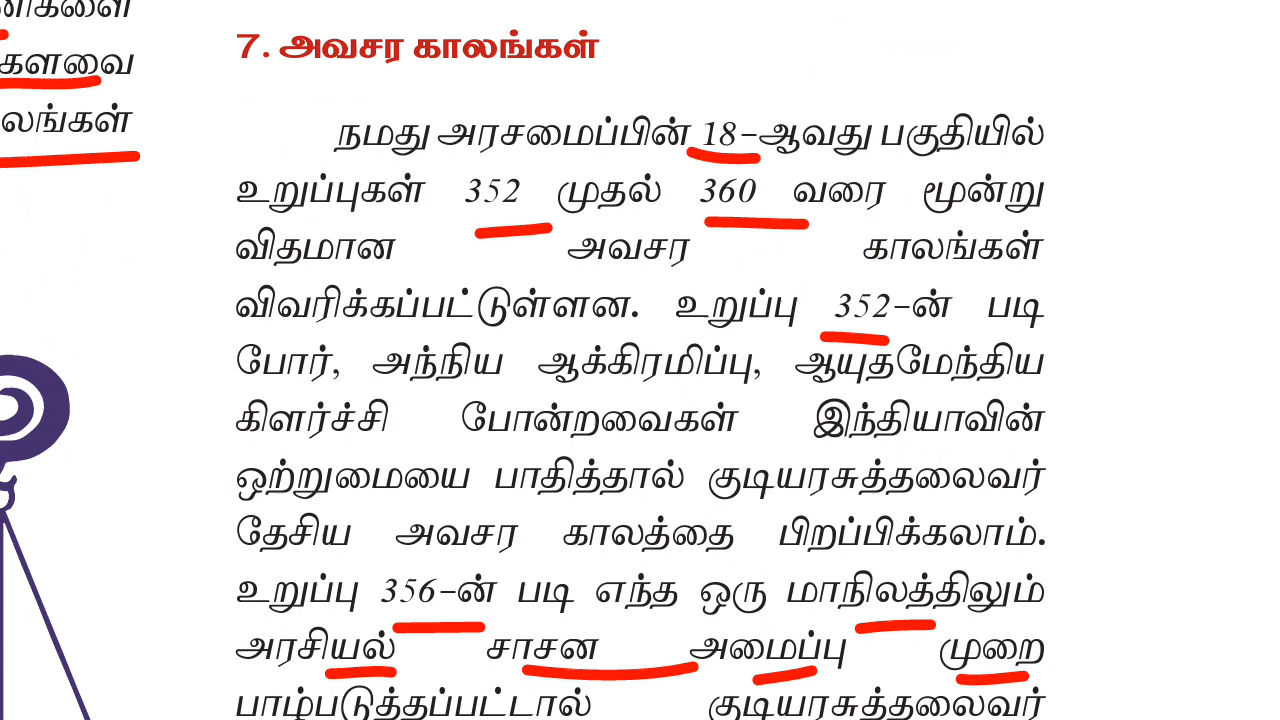 களவை
லங்கள்
7. அவசர காலங்கள்
நமது அரசமைப்பின் 18-ஆவது பகுதியில்
உறுப்புகள் 352 முதல் 360 வரை மூன்று
விதமான அவசர காலங்கள்
விவரிக்கப்பட்டுள்ளன. உறுப்பு 352-ன் படி
போர், அந்நிய ஆக்கிரமிப்பு, ஆயுதமேந்திய
கிளர்ச்சி போன்றவைகள் இந்தியாவின்
ஒற்றுமையை பாதித்தால் குடியரசுத்தலைவர்
தேசிய அவசர காலத்தை பிறப்பிக்கலாம்.
உறுப்பு 356-ன் படி எந்த ஒரு மாநிலத்திலும்
அரசியல் சாசன அமைப்பு முறை
பாழ்படுத்தப்பட்டால் குடியரசுத்தலைவர்